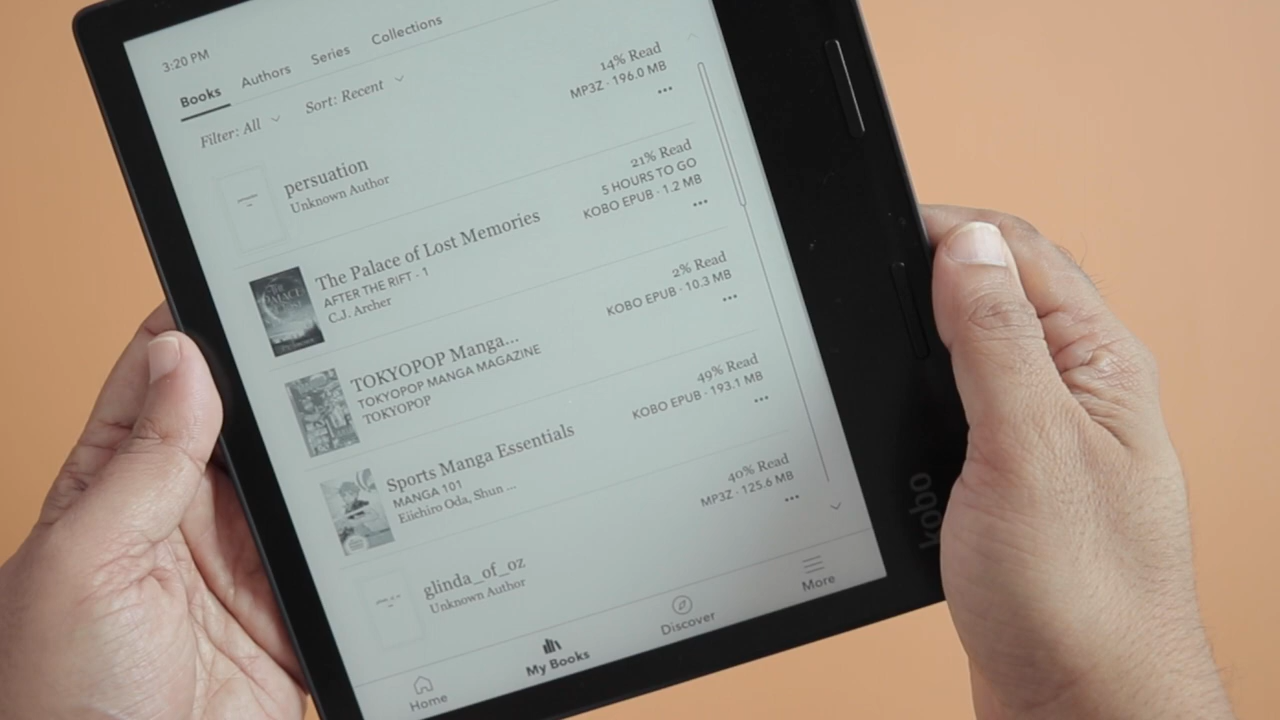 3:20 PM
Books Authors Series Collections
Filter: All Sort: Recent
persuation
Unknown Author
14% Read
MP3Z · 196.0 MB
The Palace of Lost Memories
AFTER THE RIFT · 1
C.J. Archer
21% Read
5 HOURS TO GO
KOBO EPUB · 1.2 MB
TOKYOPOP Manga...
TOKYOPOP MANGA MAGAZINE
TOKYOPOP
2% Read
KOBO EPUB · 10.3 MB
Sports Manga Essentials
MANGA 101
Eiichiro Oda, Shun ...
49% Read
KOBO EPUB · 193.1 MB
glinda_of_oz
Unknown Author
40% Read
MP3Z · 125.6 MB
Home My Books Discover More
kobo